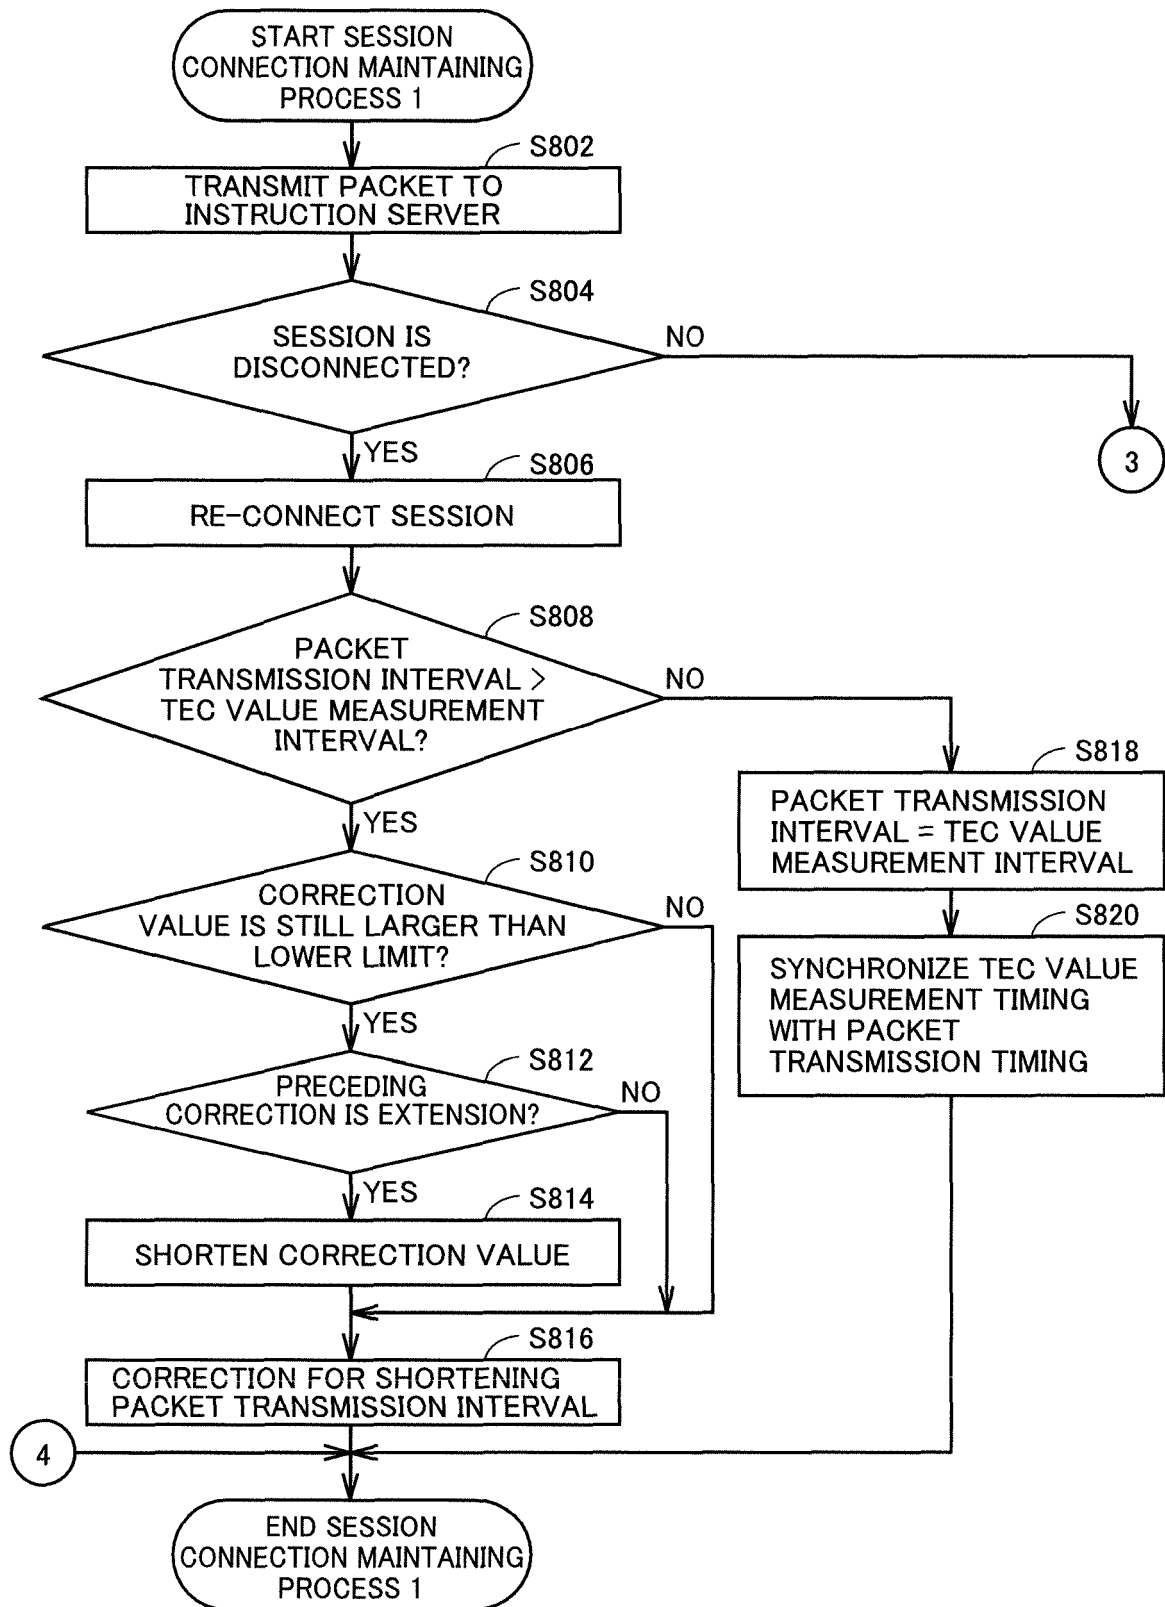 START SESSION
CONNECTION MAINTAINING
PROCESS 1
S802
TRANSMIT PACKET TO
INSTRUCTION SERVER
S804
SESSION IS
DISCONNECTED?
NO
3
YES
S806
RE-CONNECT SESSION
S808
PACKET
TRANSMISSION INTERVAL >
TEC VALUE MEASUREMENT
INTERVAL?
NO
YES
S818
PACKET TRANSMISSION
INTERVAL = TEC VALUE
MEASUREMENT INTERVAL
S810
CORRECTION
VALUE IS STILL LARGER THAN
LOWER LIMIT?
NO
YES
S820
SYNCHRONIZE TEC VALUE
MEASUREMENT TIMING
WITH PACKET
TRANSMISSION TIMING
S812
PRECEDING
CORRECTION IS EXTENSION?
NO
YES
S814
SHORTEN CORRECTION VALUE
S816
CORRECTION FOR SHORTENING
PACKET TRANSMISSION INTERVAL
4
END SESSION
CONNECTION MAINTAINING
PROCESS 1